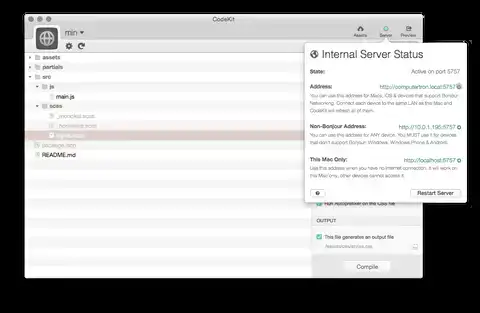 CodeKit
min
Assets
Server
Preview
assets
partials
src
js
main.js
scss
README.md
Internal Server Status
State: Active on port 5757
Address: http://computertron.local:5757
You can use this address for Macs, iOS & devices that support Bonjour
Networking. Connect each device to the same LAN as this Mac and
CodeKit will refresh all of them.
Non-Bonjour Address: http://10.0.1.195:5757
You can use this address for ANY device. You MUST use it for devices
that don't support Bonjour: Windows, Windows Phone & Android.
This Mac Only: http://localhost:5757
Use this address when you have no internet connection. It will work on
this Mac only; other devices cannot access it.
?
Restart Server
Run Autoprefixer on the CSS file
OUTPUT
This file generates an output file
Compile